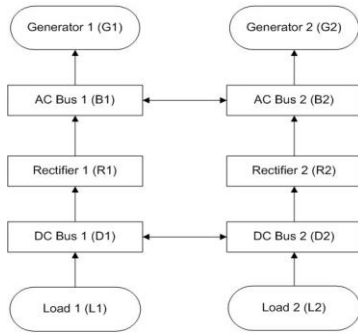 Generator 1 (G1)
Generator 2 (G2)
AC Bus 1 (B1)
AC Bus 2 (B2)
Rectifier 1 (R1)
Rectifier 2 (R2)
DC Bus 1 (D1)
DC Bus 2 (D2)
Load 1 (L1)
Load 2 (L2)